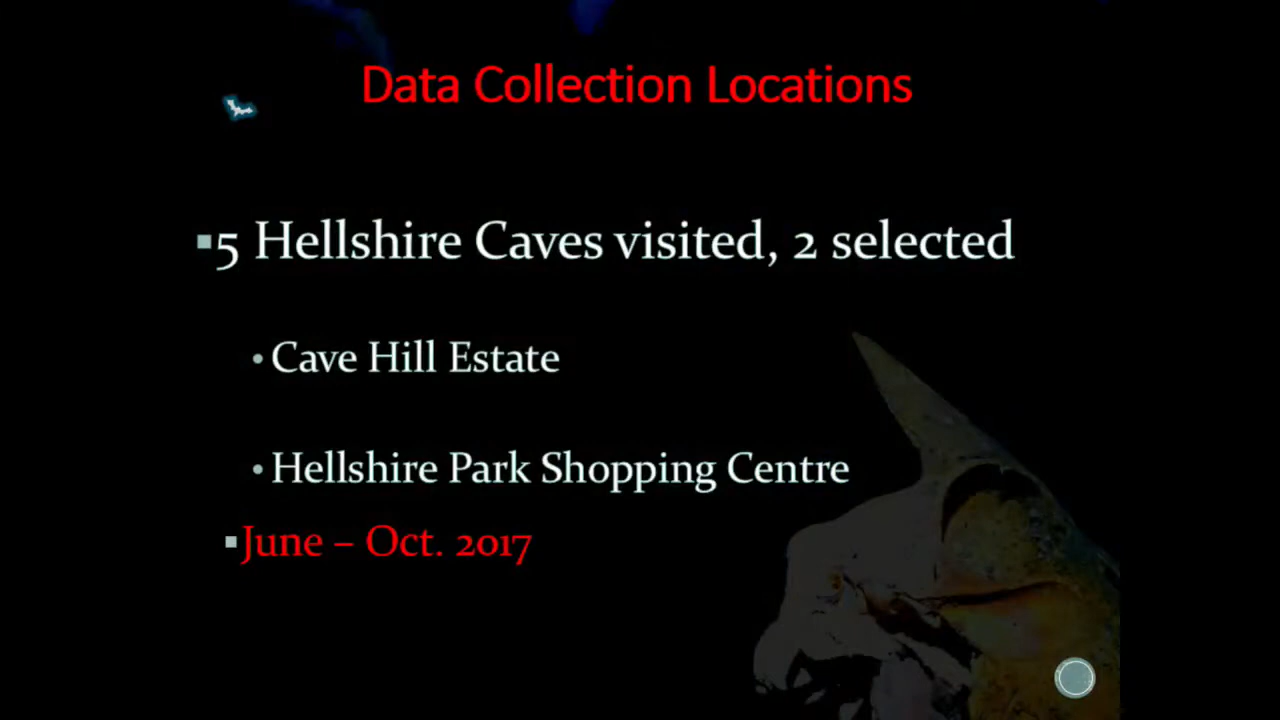 Data Collection Locations
▪5 Hellshire Caves visited, 2 selected
• Cave Hill Estate
• Hellshire Park Shopping Centre
▪June – Oct. 2017